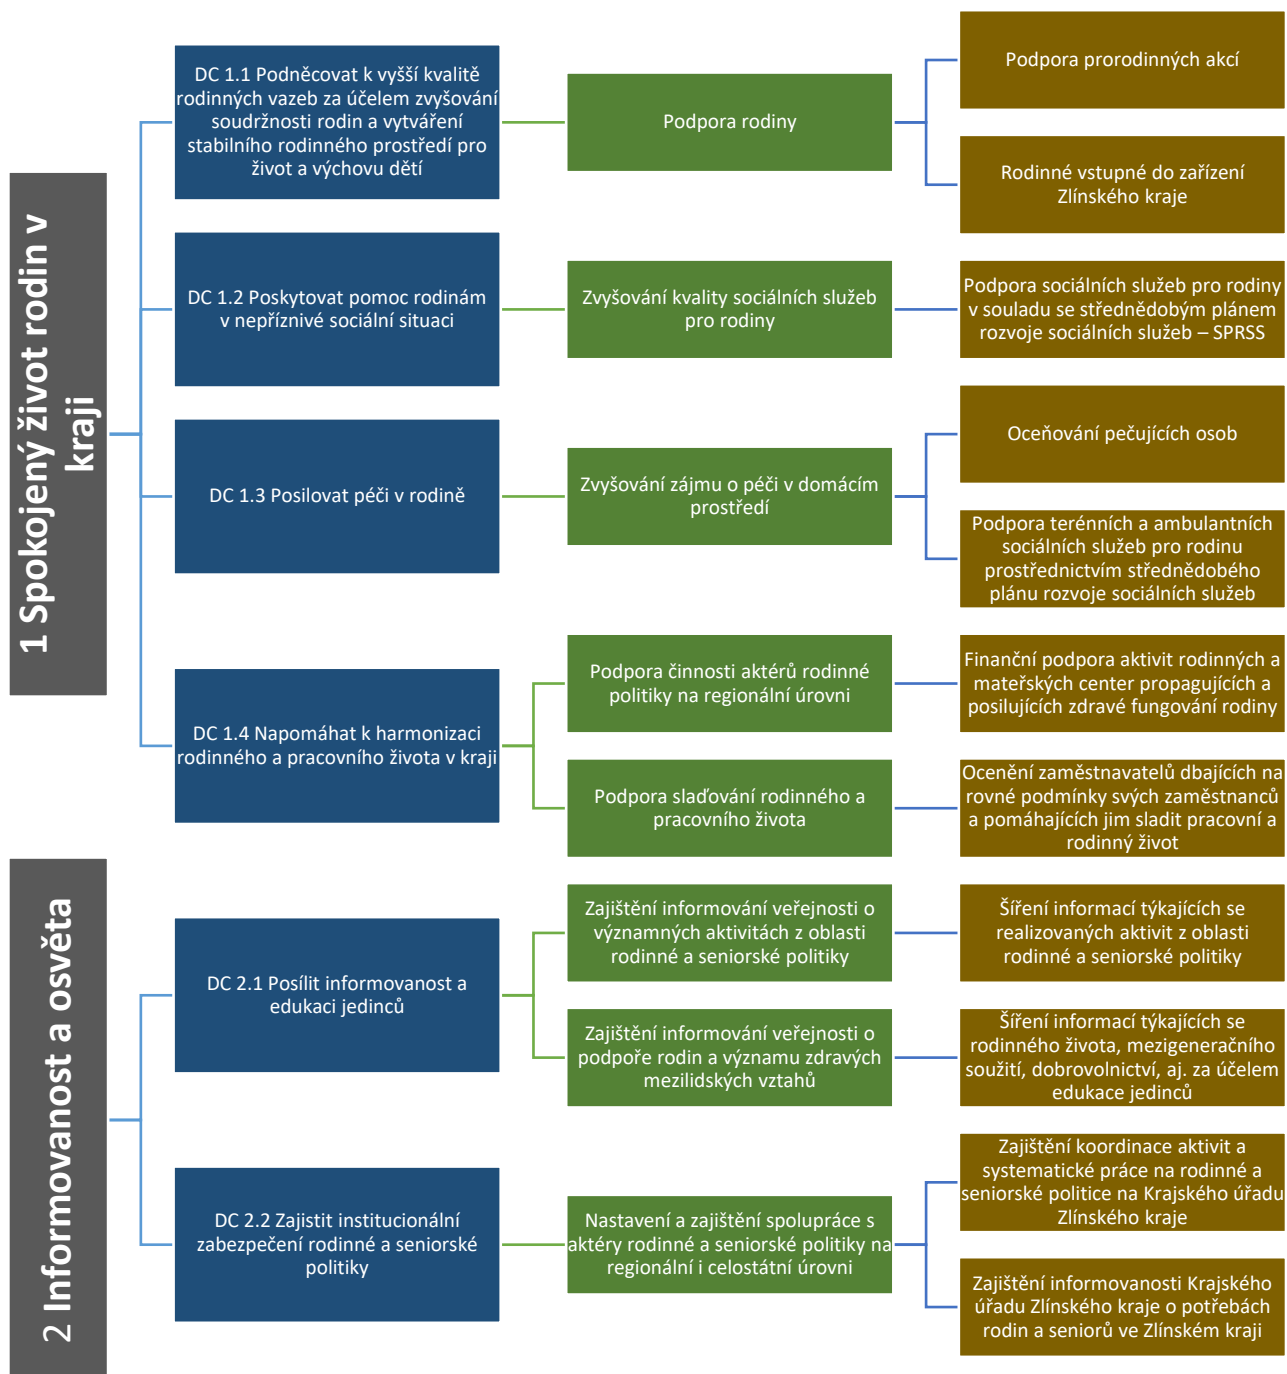 1 Spokojený život rodin v
kraji
DC 1.1 Podněcovat k vyšší kvalitě
rodinných vazeb za účelem zvyšování
soudržnosti rodin a vytváření
stabilního rodinného prostředí pro
život a výchovu dětí
Podpora rodiny
Podpora prorodinných akcí
Rodinné vstupné do zařízení
Zlínského kraje
DC 1.2 Poskytovat pomoc rodinám
v nepříznivé sociální situaci
Zvyšování kvality sociálních služeb
pro rodiny
Podpora sociálních služeb pro rodiny
v souladu se střednědobým plánem
rozvoje sociálních služeb – SPRSS
DC 1.3 Posilovat péči v rodině
Zvyšování zájmu o péči v domácím
prostředí
Oceňování pečujících osob
Podpora terénních a ambulantních
sociálních služeb pro rodinu
prostřednictvím střednědobého
plánu rozvoje sociálních služeb
DC 1.4 Napomáhat k harmonizaci
rodinného a pracovního života v kraji
Podpora činnosti aktérů rodinné
politiky na regionální úrovni
Finanční podpora aktivit rodinných a
mateřských center propagujících a
posilujících zdravé fungování rodiny
Podpora slaďování rodinného a
pracovního života
Ocenění zaměstnavatelů dbajících na
rovné podmínky svých zaměstnanců
a pomáhajících jim sladit pracovní a
rodinný život
2 Informovanost a osvěta
DC 2.1 Posílit informovanost a
edukaci jedinců
Zajištění informování veřejnosti o
významných aktivitách z oblasti
rodinné a seniorské politiky
Šíření informací týkajících se
realizovaných aktivit z oblasti
rodinné a seniorské politiky
Zajištění informování veřejnosti o
podpoře rodin a významu zdravých
mezilidských vztahů
Šíření informací týkajících se
rodinného života, mezigeneračního
soužití, dobrovolnictví, aj. za účelem
edukace jedinců
DC 2.2 Zajistit institucionální
zabezpečení rodinné a seniorské
politiky
Nastavení a zajištění spolupráce s
aktéry rodinné a seniorské politiky na
regionální i celostátní úrovni
Zajištění koordinace aktivit a
systematické práce na rodinné a
seniorské politice na Krajského úřadu
Zlínského kraje
Zajištění informovanosti Krajského
úřadu Zlínského kraje o potřebách
rodin a seniorů ve Zlínském kraji